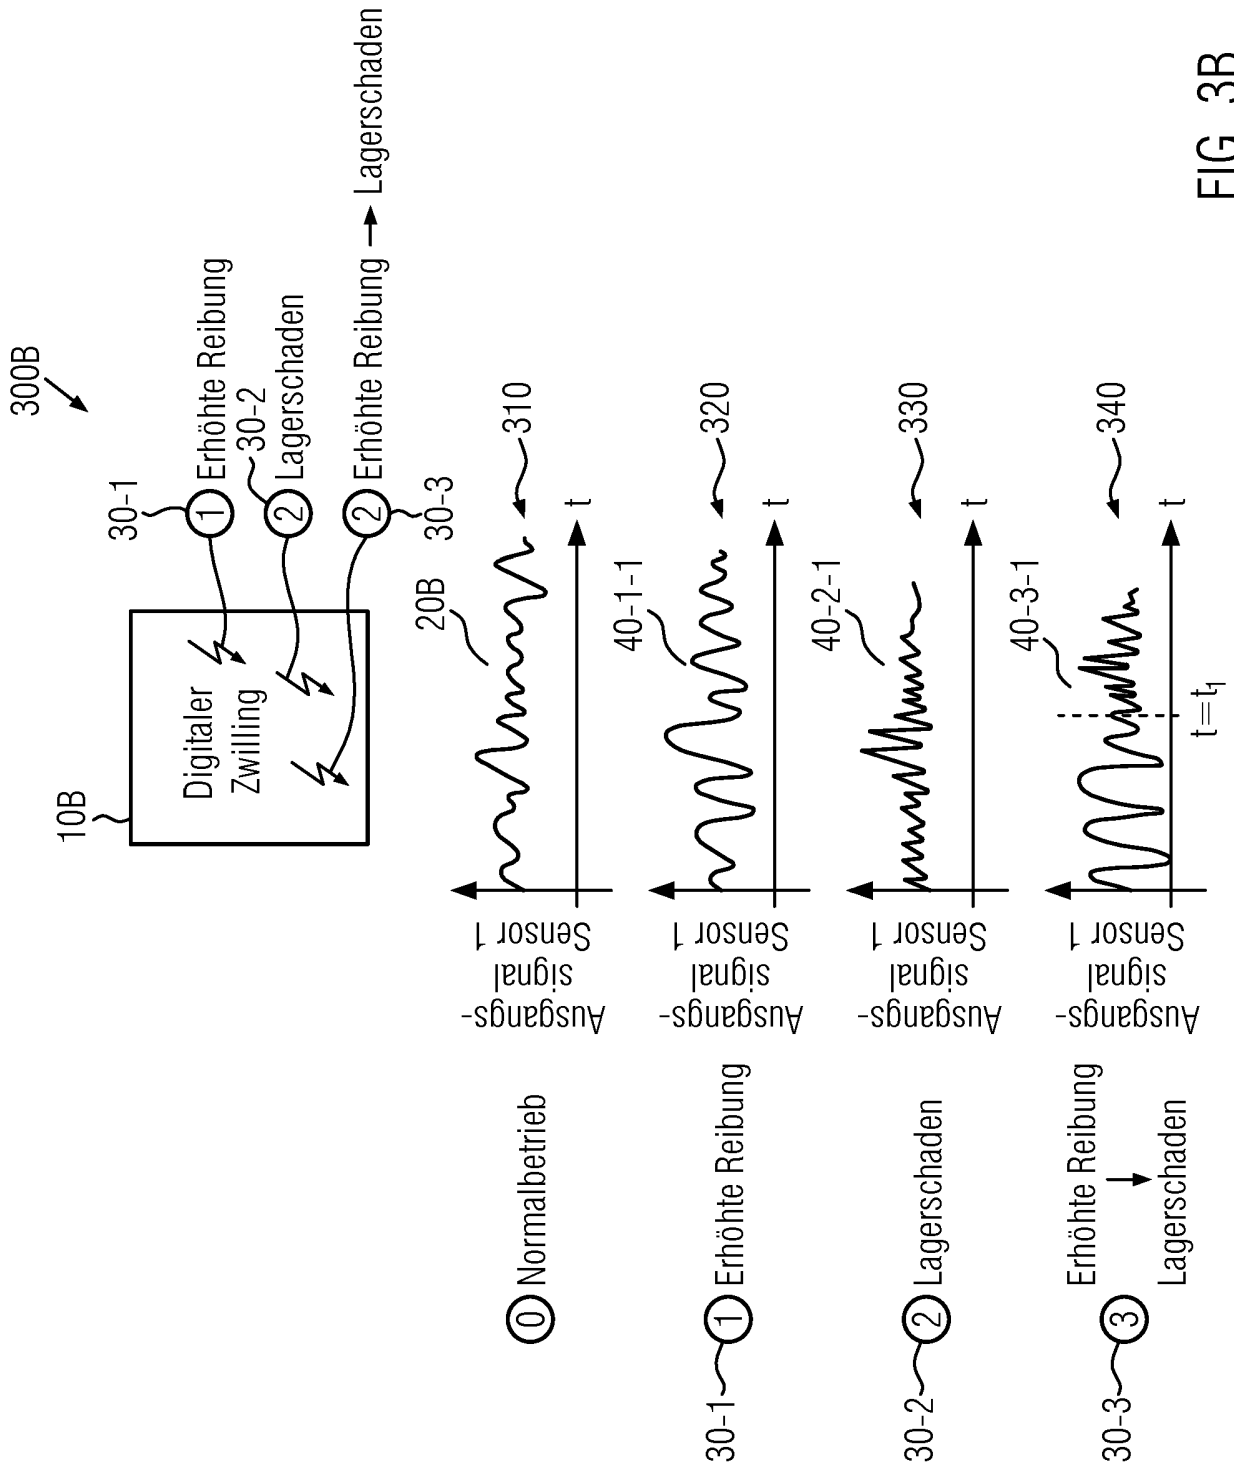 300B
10B
Digitaler
Zwilling
30-1
1 Erhöhte Reibung
30-2
2 Lagerschaden
2 Erhöhte Reibung → Lagerschaden
30-3
0 Normalbetrieb
Ausgangs-
signal
Sensor 1
20B
310
t
30-1
1 Erhöhte Reibung
Ausgangs-
signal
Sensor 1
40-1-1
320
t
30-2
2 Lagerschaden
Ausgangs-
signal
Sensor 1
40-2-1
330
t
30-3
3
Erhöhte Reibung
→
Lagerschaden
Ausgangs-
signal
Sensor 1
40-3-1
340
t
t=t1
FIG 3B